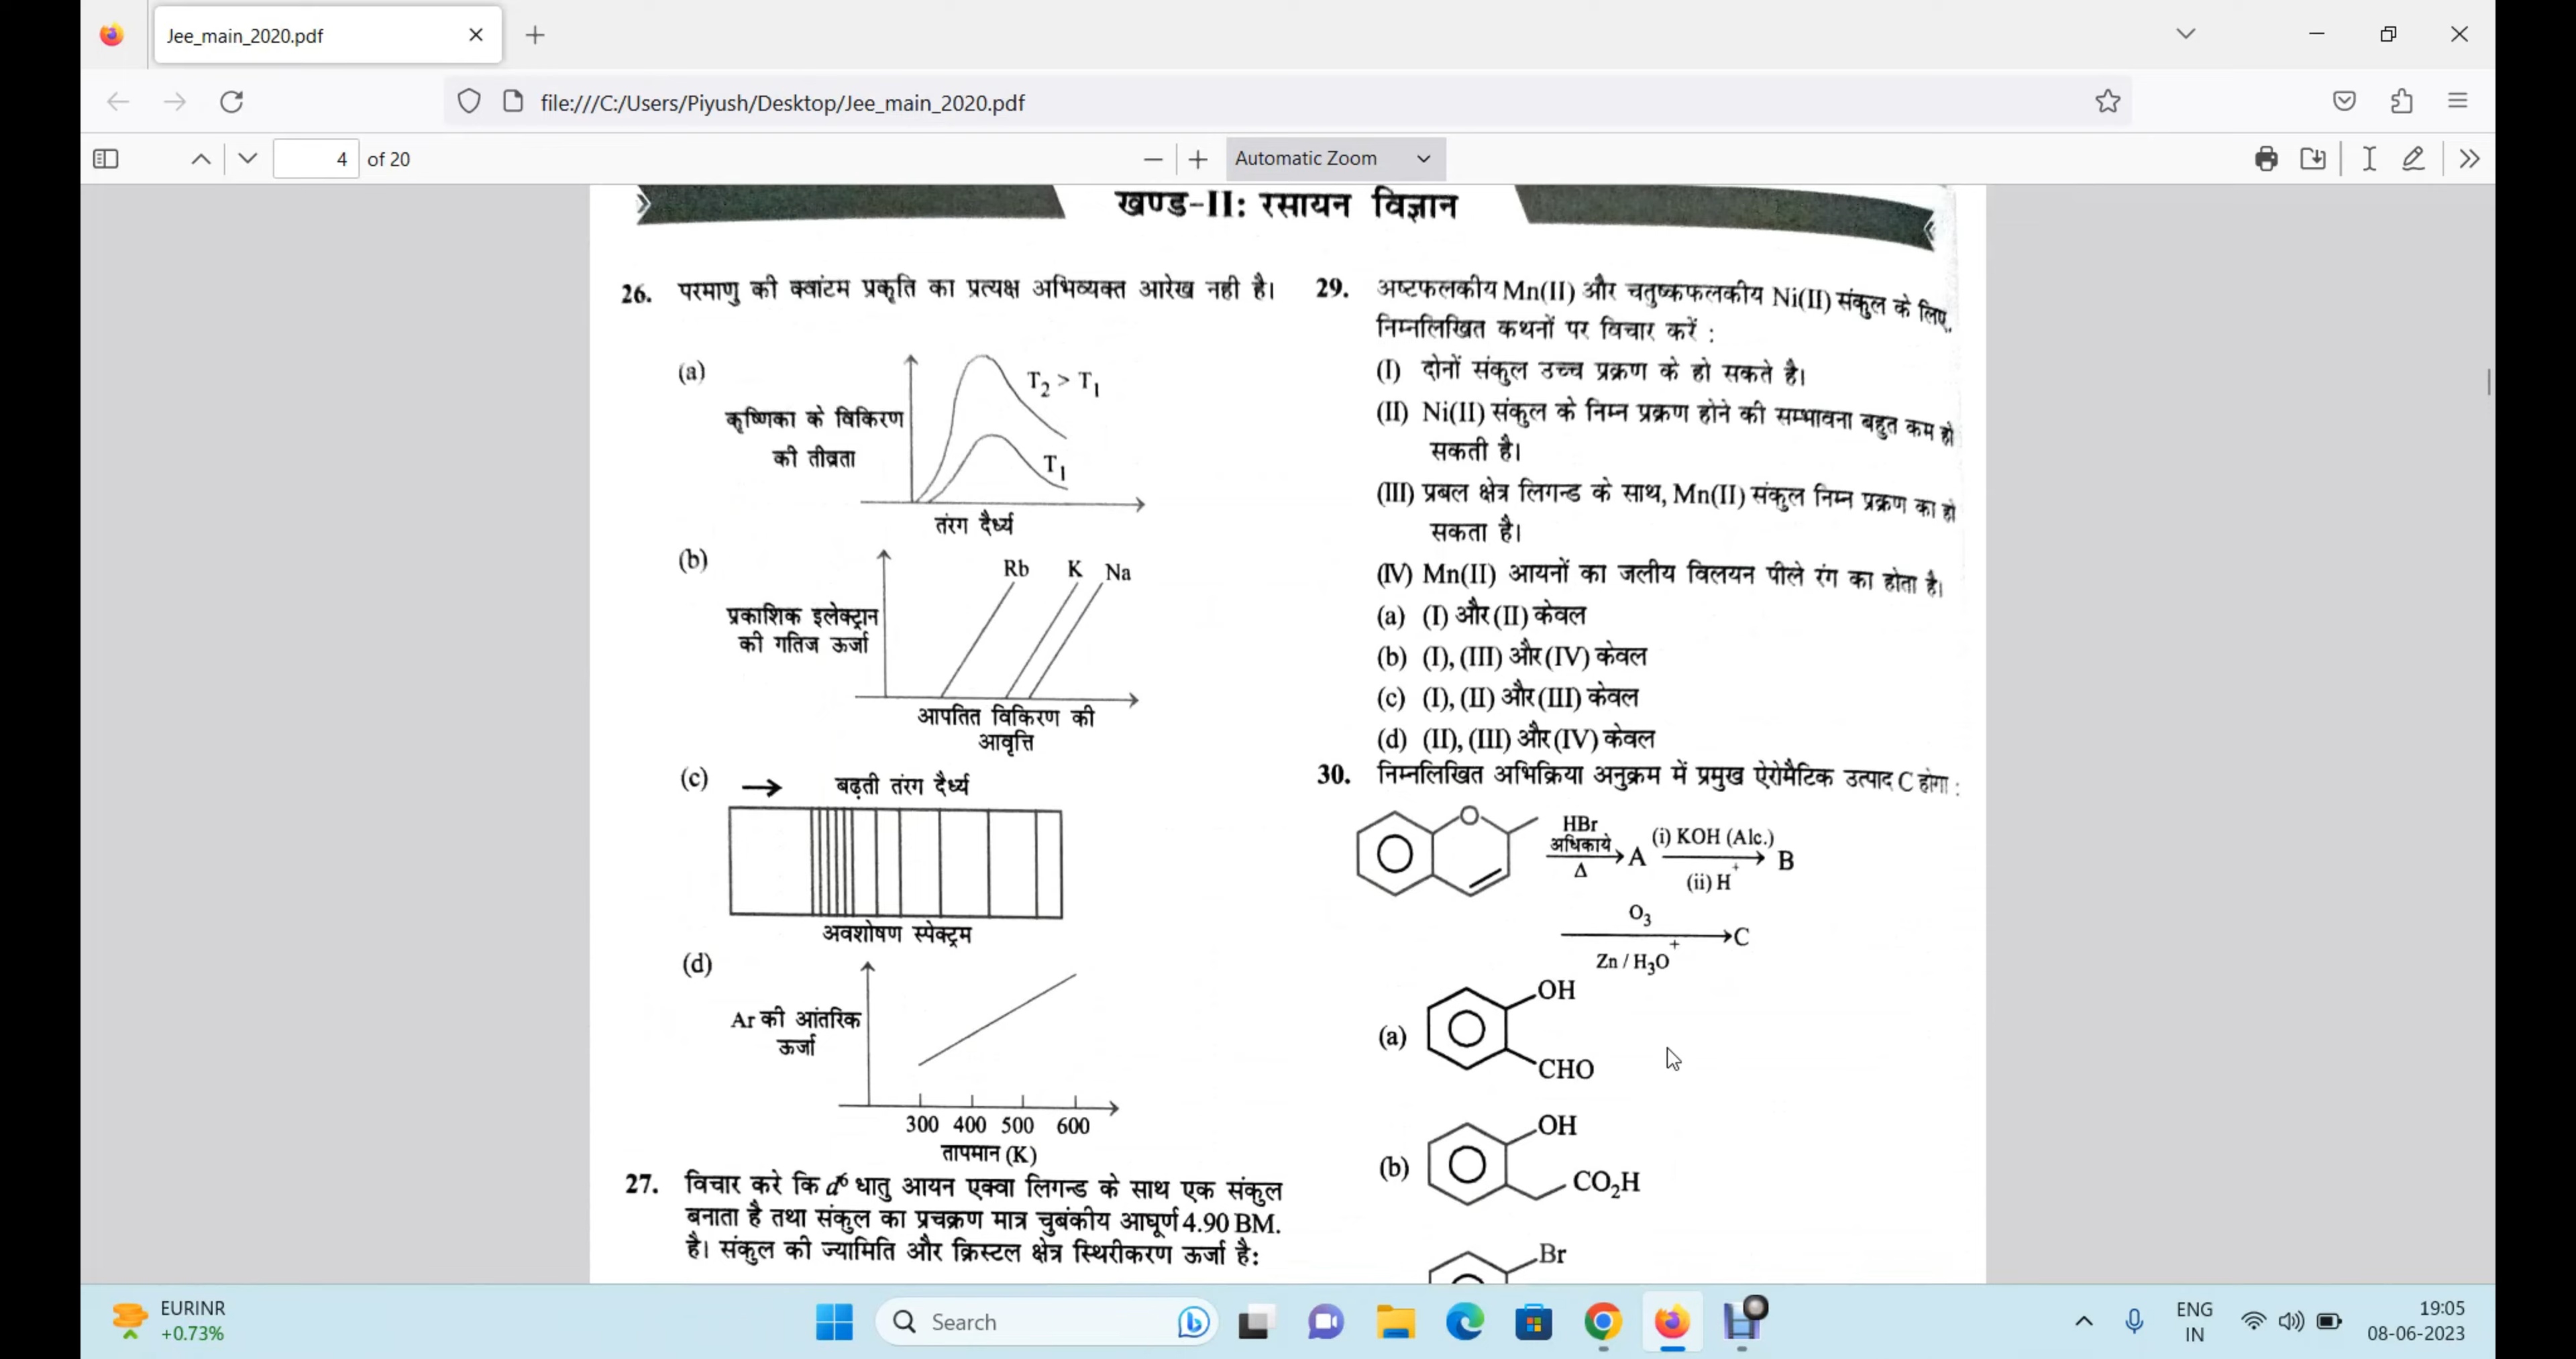 Jee_main_2020.pdf
file:///C:/Users/Piyush/Desktop/Jee_main_2020.pdf
4 of 20
Automatic Zoom
खण्ड-II: रसायन विज्ञान
26. परमाणु की क्वांटम प्रकृति का प्रत्यक्ष अभिव्यक्त आरेख नही है।
(a)
T₂ > T₁
कृष्णिका के विकिरण
की तीव्रता
T₁
तंरग दैर्ध्य
(b)
Rb K Na
प्रकाशिक इलेक्ट्रान
की गतिज ऊर्जा
आपतित विकिरण की
आवृत्ति
(c) → बढ़ती तंरग दैर्ध्य
अवशोषण स्पेक्ट्रम
(d)
Ar की आंतरिक
ऊर्जा
300 400 500 600
तापमान (K)
27. विचार करे कि d⁶ धातु आयन एक्वा लिगन्ड के साथ एक संकुल
बनाता है तथा संकुल का प्रचक्रण मात्र चुबंकीय आघूर्ण 4.90 BM.
है। संकुल की ज्यामिति और क्रिस्टल क्षेत्र स्थिरीकरण ऊर्जा है:
29. अष्टफलकीय Mn(II) और चतुष्कफलकीय Ni(II) संकुल के लिए,
निम्नलिखित कथनों पर विचार करें :
(I) दोनों संकुल उच्च प्रक्रण के हो सकते है।
(II) Ni(II) संकुल के निम्न प्रक्रण होने की सम्भावना बहुत कम हो
सकती है।
(III) प्रबल क्षेत्र लिगन्ड के साथ, Mn(II) संकुल निम्न प्रक्रण का हो
सकता है।
(IV) Mn(II) आयनों का जलीय विलयन पीले रंग का होता है।
(a) (I) और (II) केवल
(b) (I), (III) और (IV) केवल
(c) (I), (II) और (III) केवल
(d) (II), (III) और (IV) केवल
30. निम्नलिखित अभिक्रिया अनुक्रम में प्रमुख ऐरोमैटिक उत्पाद C होगा :
O
HBr
अधिकाये
Δ
A
(i) KOH (Alc.)
(ii) H⁺
B
O₃
Zn / H₃O⁺
C
(a)
OH
CHO
(b)
OH
CO₂H
Br
EURINR
+0.73%
Search
ENG
IN
19:05
08-06-2023